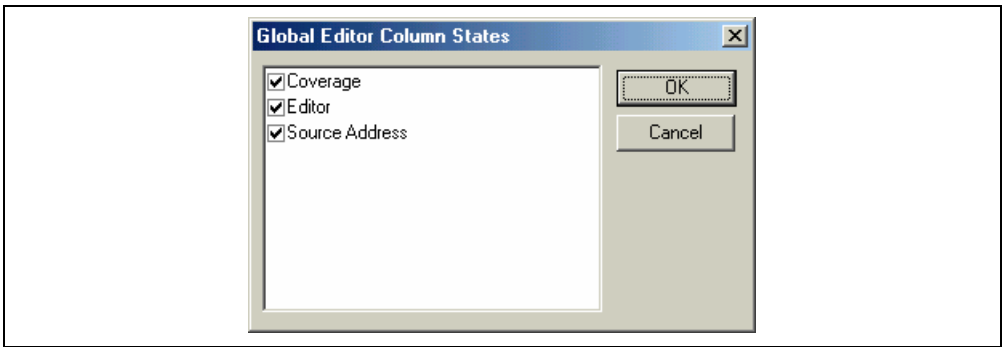 Global Editor Column States
Coverage
Editor
Source Address
OK
Cancel